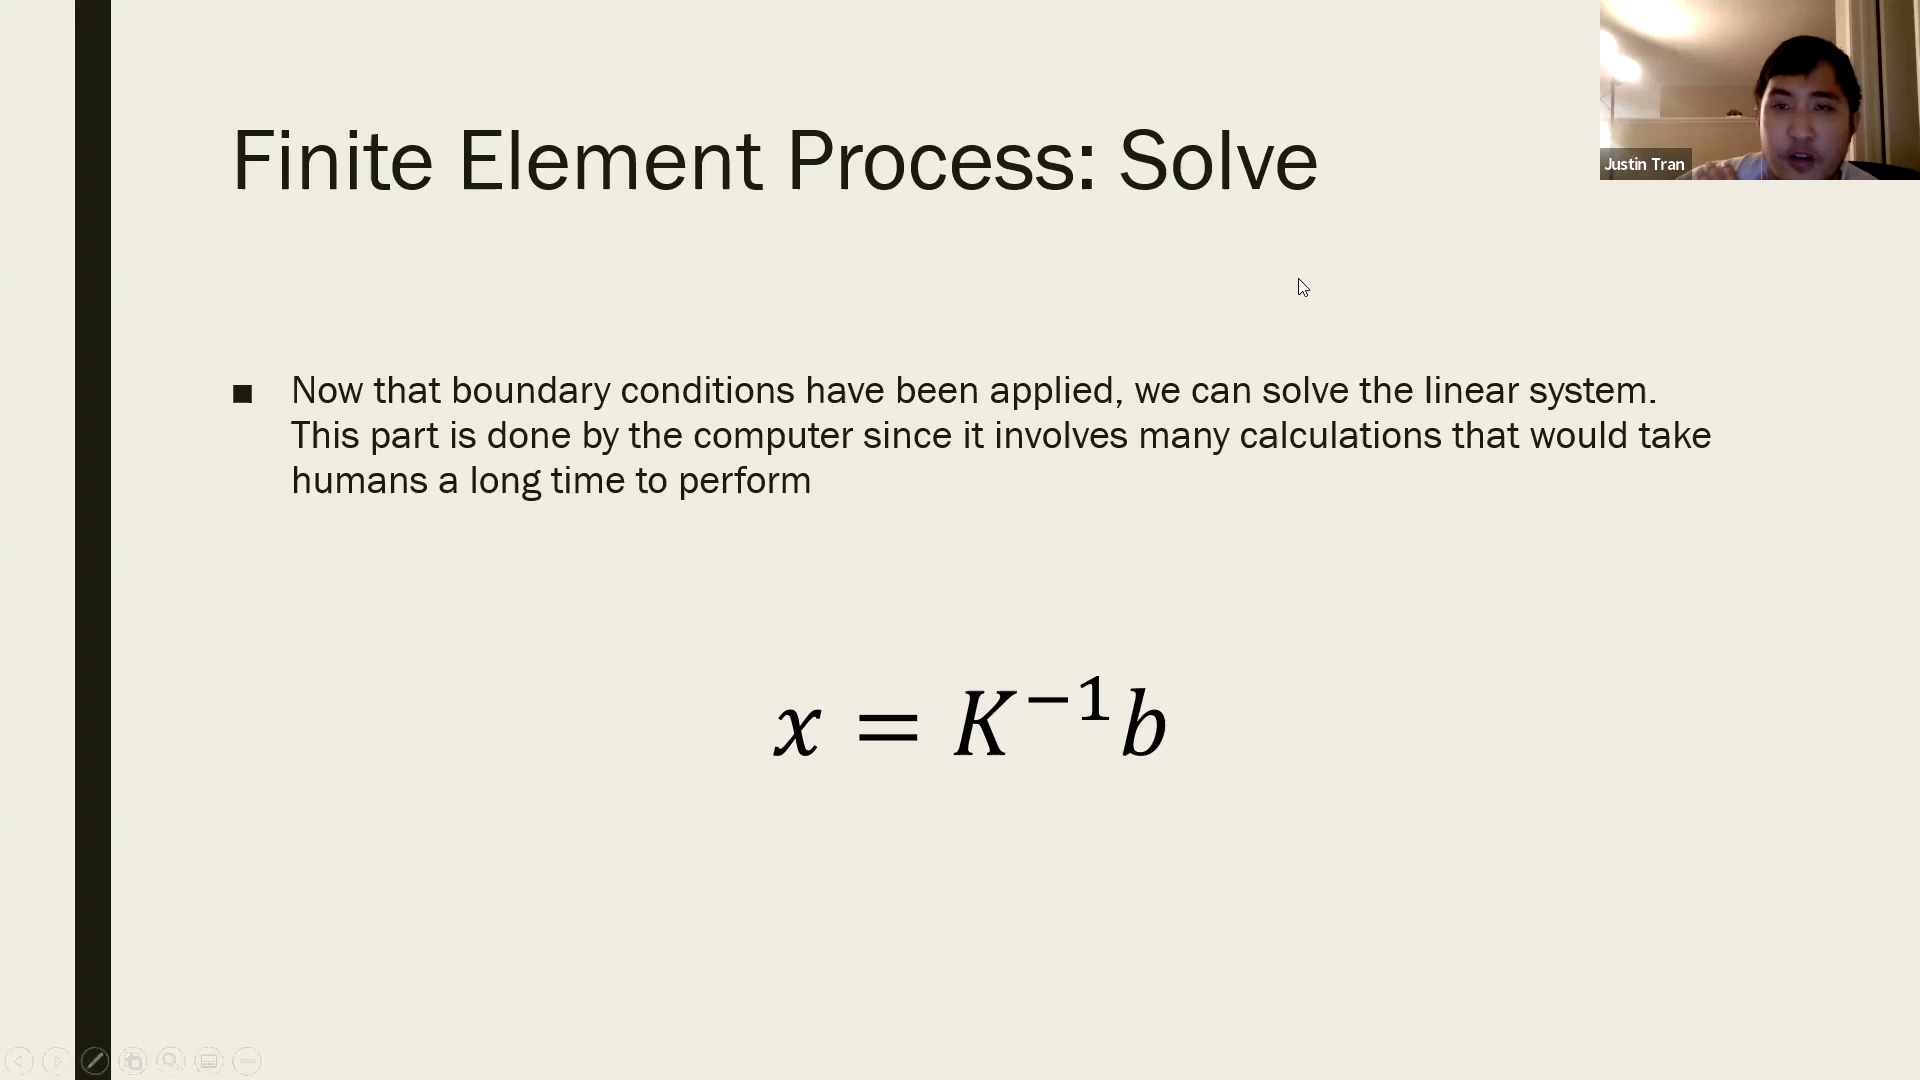 Finite Element Process: Solve
Justin Tran
■ Now that boundary conditions have been applied, we can solve the linear system.
This part is done by the computer since it involves many calculations that would take
humans a long time to perform
x = K⁻¹b